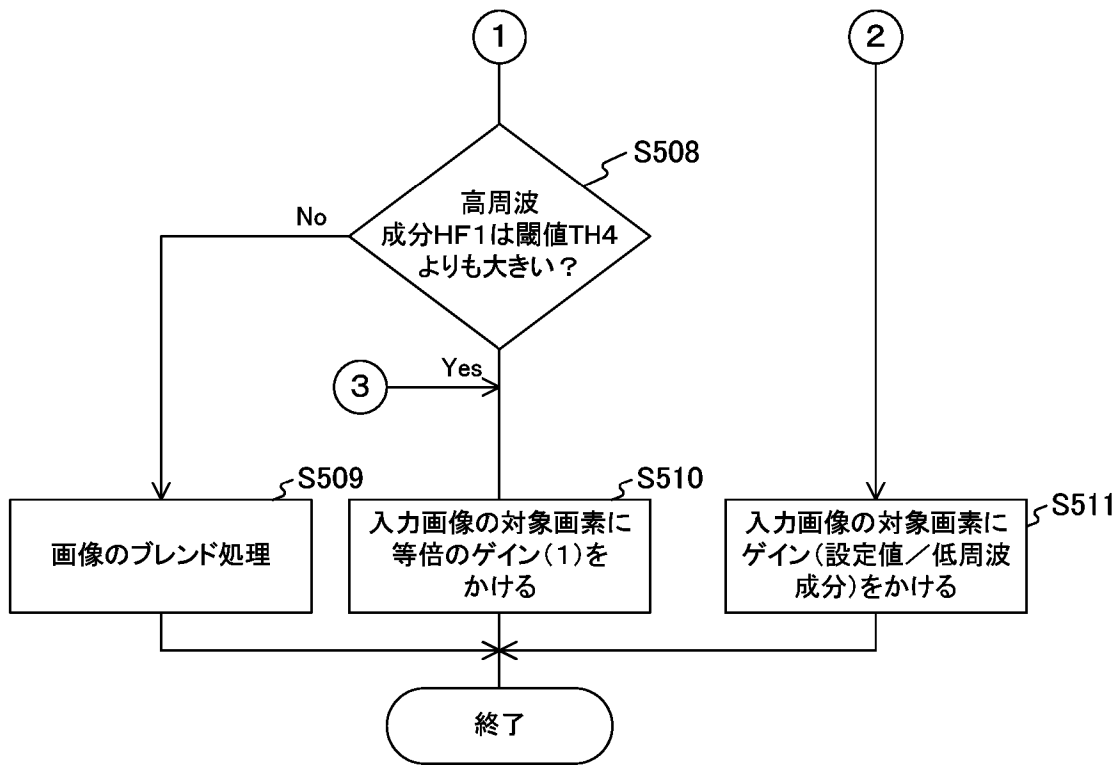 1
2
S508
高周波
成分HF1は閾値TH4
よりも大きい？
No
Yes
3
S509
画像のブレンド処理
S510
入力画像の対象画素に
等倍のゲイン（1）を
かける
S511
入力画像の対象画素に
ゲイン（設定値／低周波
成分）をかける
終了